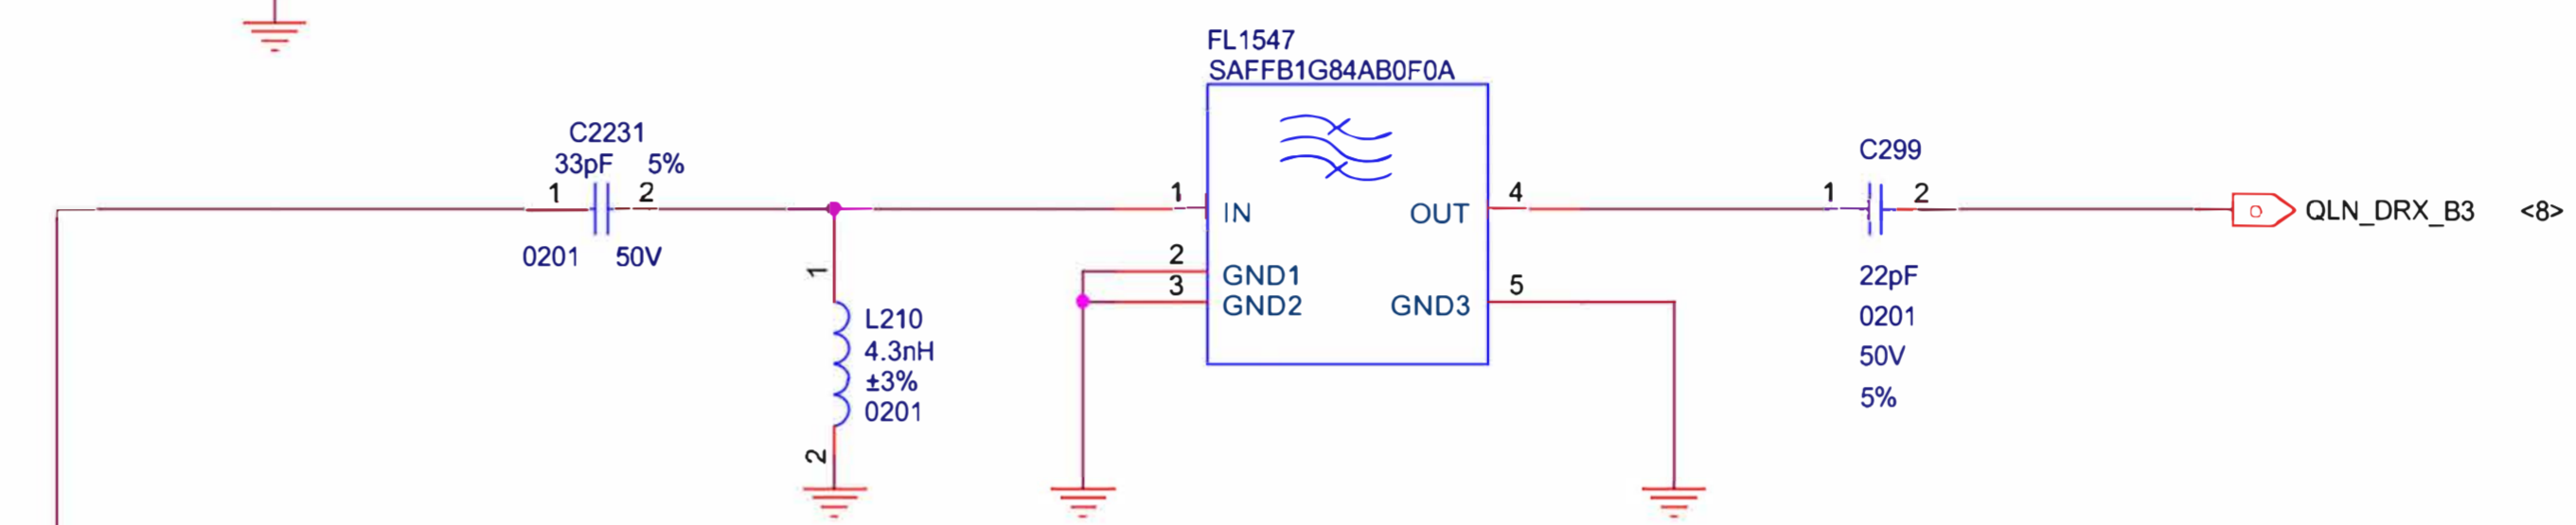 FL1547
SAFFB1G84AB0F0A
C2231
33pF 5%
1 2
0201 50V
1
L210
4.3nH
±3%
0201
2
1 IN
2 GND1
3 GND2
OUT 4
GND3 5
C299
1 2
22pF
0201
50V
5%
QLN_DRX_B3 <8>